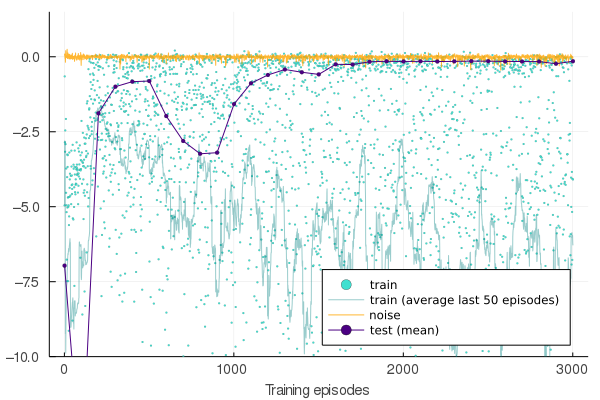 0.0
−2.5
−5.0
−7.5
−10.0
0
1000
2000
3000
Training episodes
train
train (average last 50 episodes)
noise
test (mean)